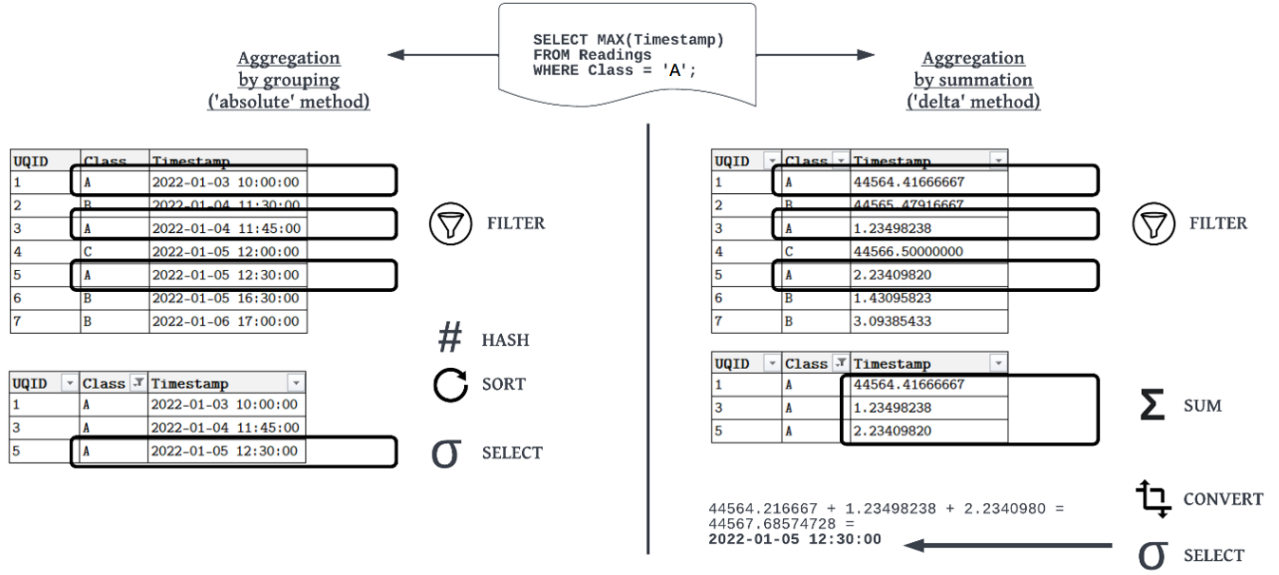 SELECT MAX(Timestamp)
FROM Readings
WHERE Class = 'A';
Aggregation
by grouping
('absolute' method)
Aggregation
by summation
('delta' method)
UQID Class Timestamp
1 A 2022-01-03 10:00:00
2 B 2022-01-04 11:30:00
3 A 2022-01-04 11:45:00
4 C 2022-01-05 12:00:00
5 A 2022-01-05 12:30:00
6 B 2022-01-05 16:30:00
7 B 2022-01-06 17:00:00
FILTER
# HASH
SORT
σ SELECT
UQID Class Timestamp
1 A 2022-01-03 10:00:00
3 A 2022-01-04 11:45:00
5 A 2022-01-05 12:30:00
UQID Class Timestamp
1 A 44564.41666667
2 B 44565.47916667
3 A 1.23498238
4 C 44566.50000000
5 A 2.23409820
6 B 1.43095823
7 B 3.09385433
FILTER
UQID Class Timestamp
1 A 44564.41666667
3 A 1.23498238
5 A 2.23409820
Σ SUM
CONVERT
44564.216667 + 1.23498238 + 2.2340980 =
44567.68574728 =
2022-01-05 12:30:00
σ SELECT